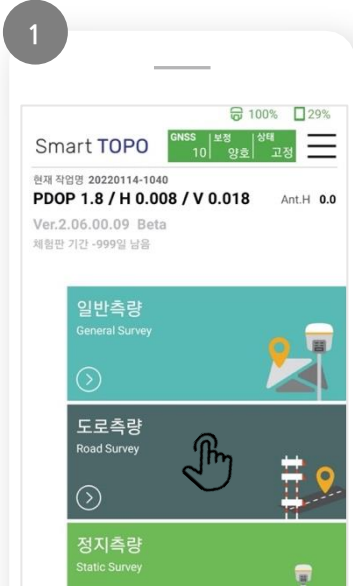 1
100% 29%
Smart TOPO
GNSS 보정 상태
10 양호 고정
현재 작업명 20220114-1040
PDOP 1.8 / H 0.008 / V 0.018 Ant.H 0.0
Ver.2.06.00.09 Beta
체험판 기간 -999일 남음
일반측량
General Survey
도로측량
Road Survey
정지측량
Static Survey